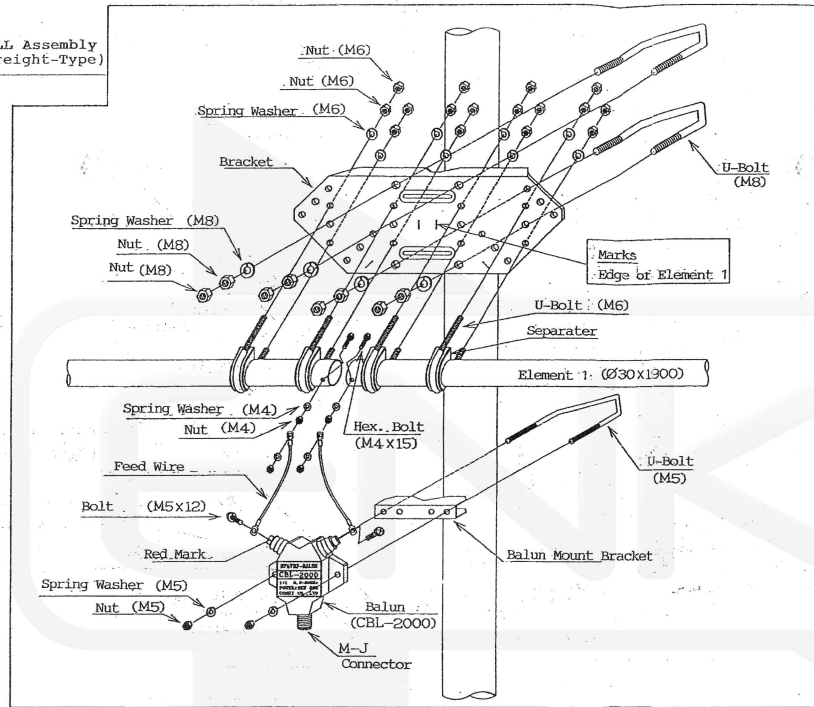 LL Assembly
reight-Type)
Nut (M6)
Nut (M6)
Spring Washer (M6)
Bracket
U-Bolt
(M8)
Spring Washer (M8)
Nut (M8)
Nut (M8)
Marks
Edge of Element 1
U-Bolt (M6)
Separater
Element 1 (Ø30x1900)
Spring Washer (M4)
Nut (M4)
Hex. Bolt
(M4X15)
Feed Wire
U-Bolt
(M5)
Bolt (M5X12)
Red Mark
Balun Mount Bracket
CBL-2000
Spring Washer (M5)
Nut (M5)
Balun
(CBL-2000)
M-J
Connector